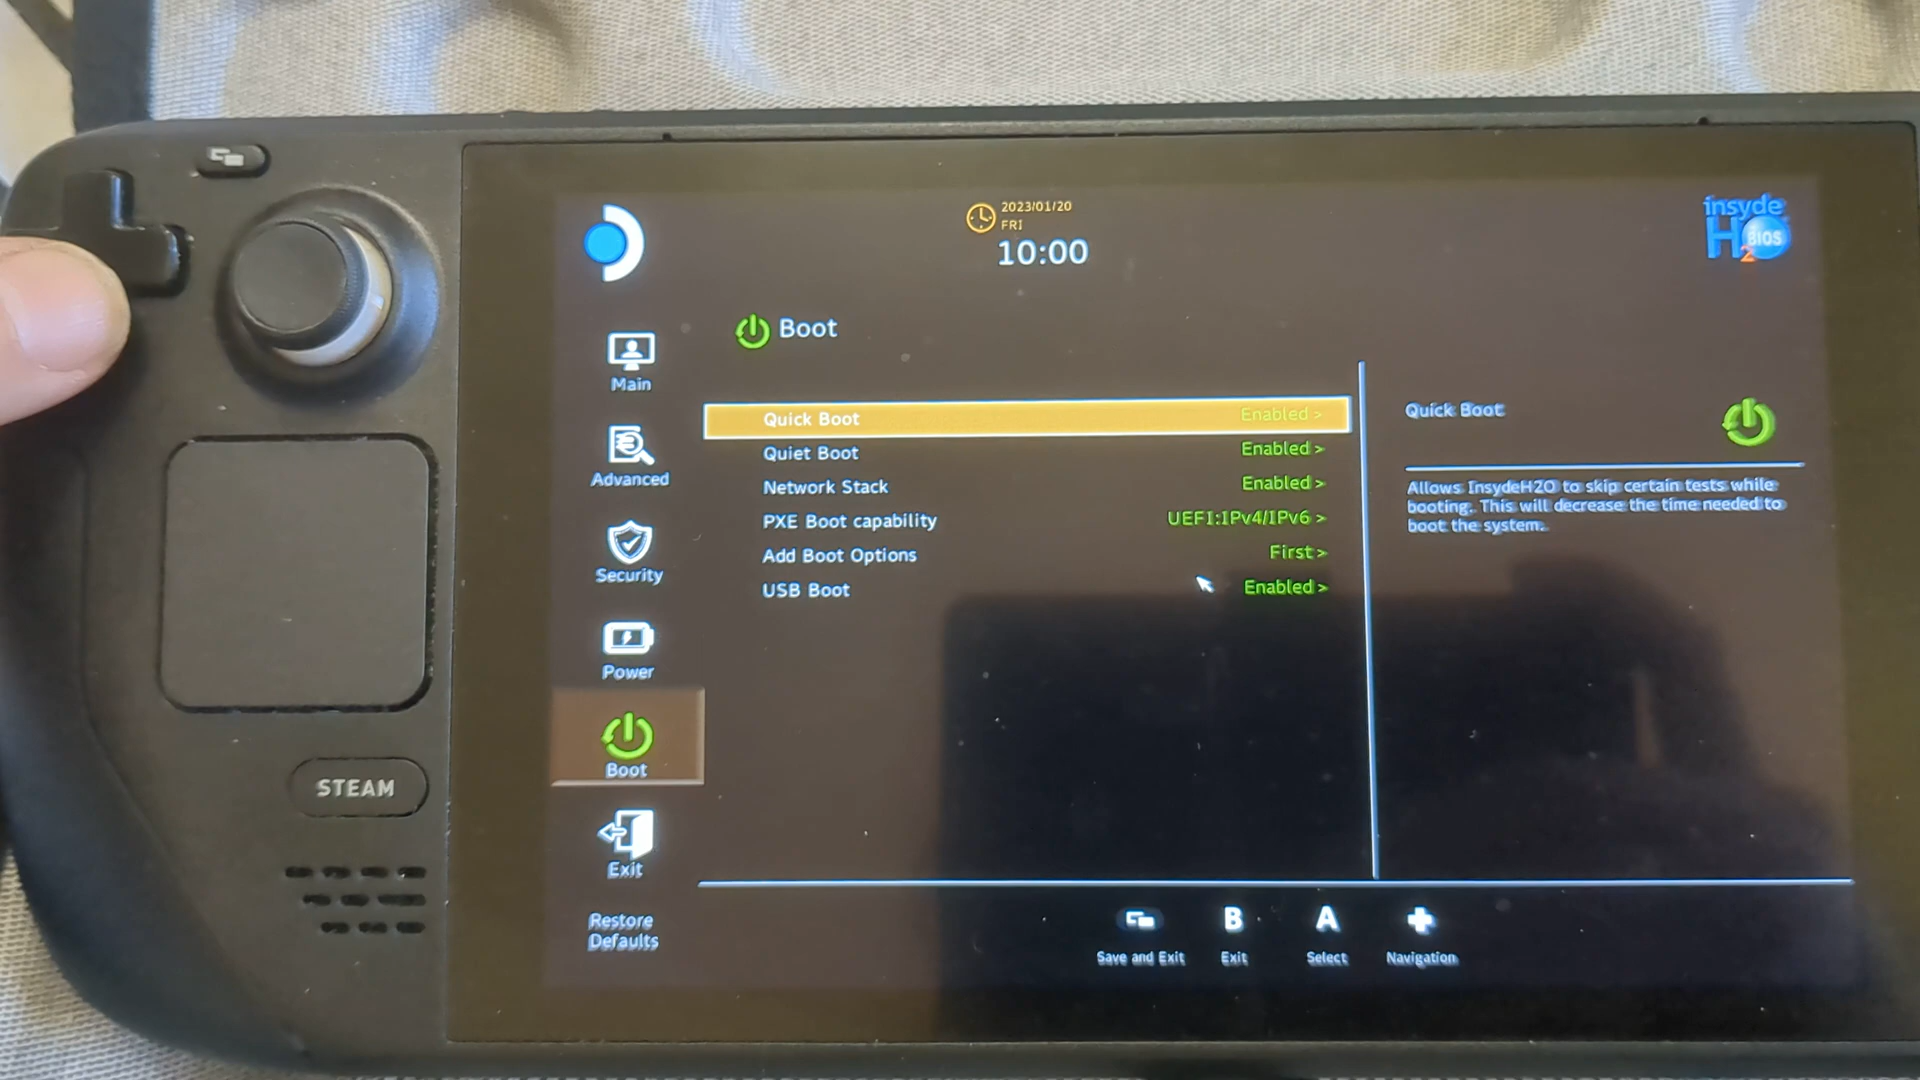 2023/01/20
FRI
10:00
insyde
H2O BIOS
Main
Advanced
Security
Power
Boot
Exit
Restore
Defaults
Boot
Quick Boot Enabled >
Quiet Boot Enabled >
Network Stack Enabled >
PXE Boot capability UEFI:IPv4/IPv6 >
Add Boot Options First >
USB Boot Enabled >
Quick Boot
Allows InsydeH2O to skip certain tests while
booting. This will decrease the time needed to
boot the system.
B A
Save and Exit Exit Select Navigation
STEAM